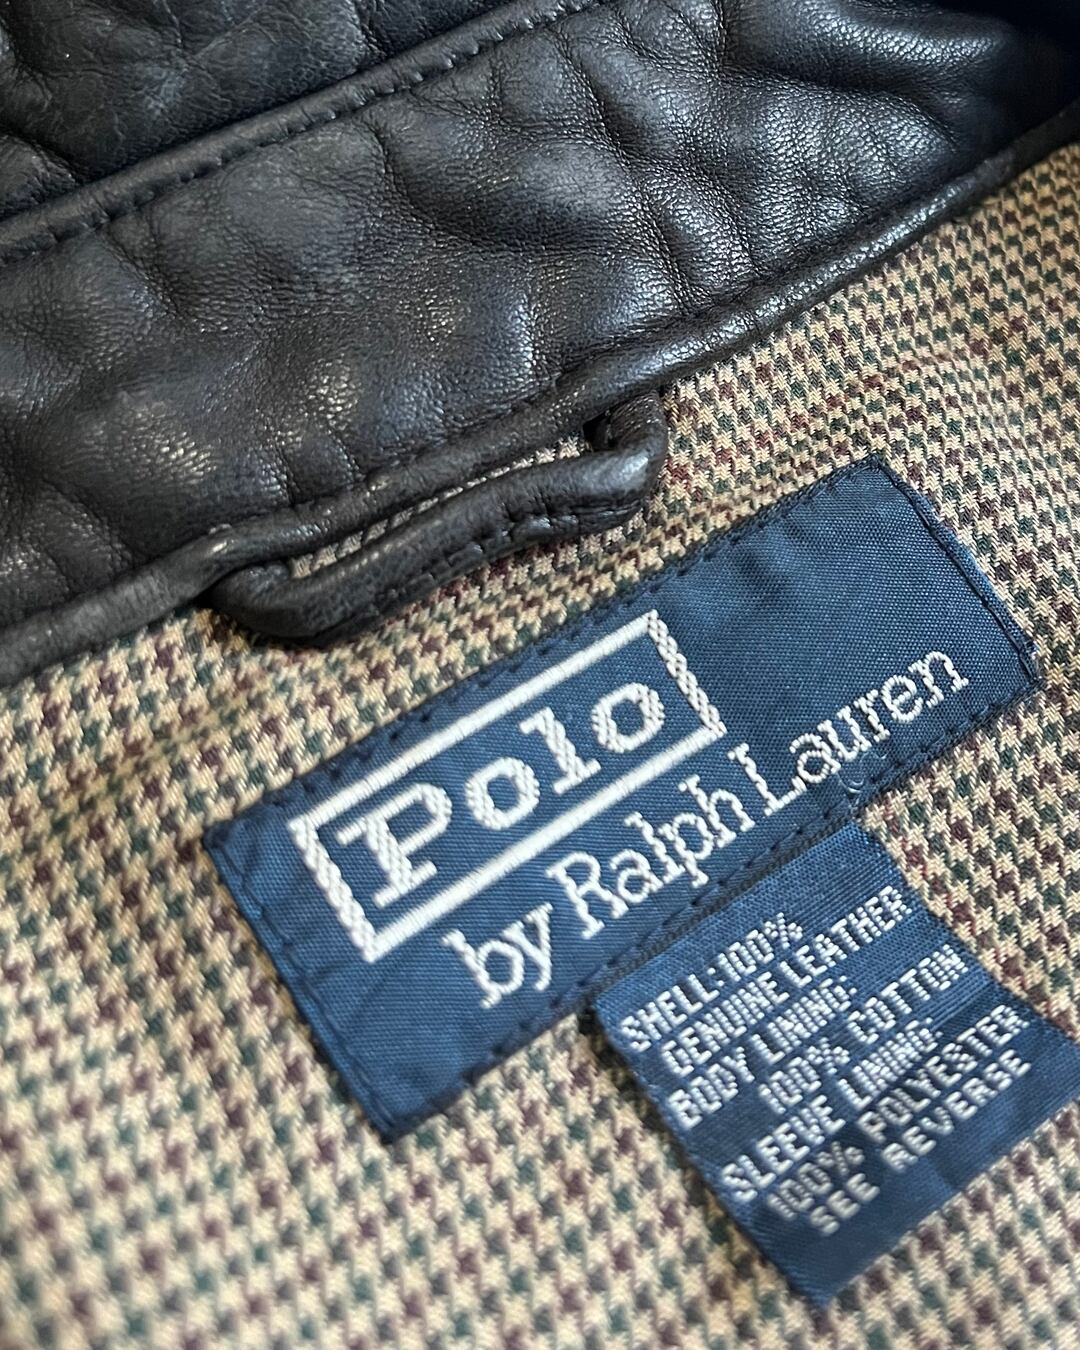 Polo
by Ralph Lauren
SHELL: 100%
GENUINE LEATHER
BODY LINING:
100% COTTON
SLEEVE LINING:
100% POLYESTER
SEE REVERSE